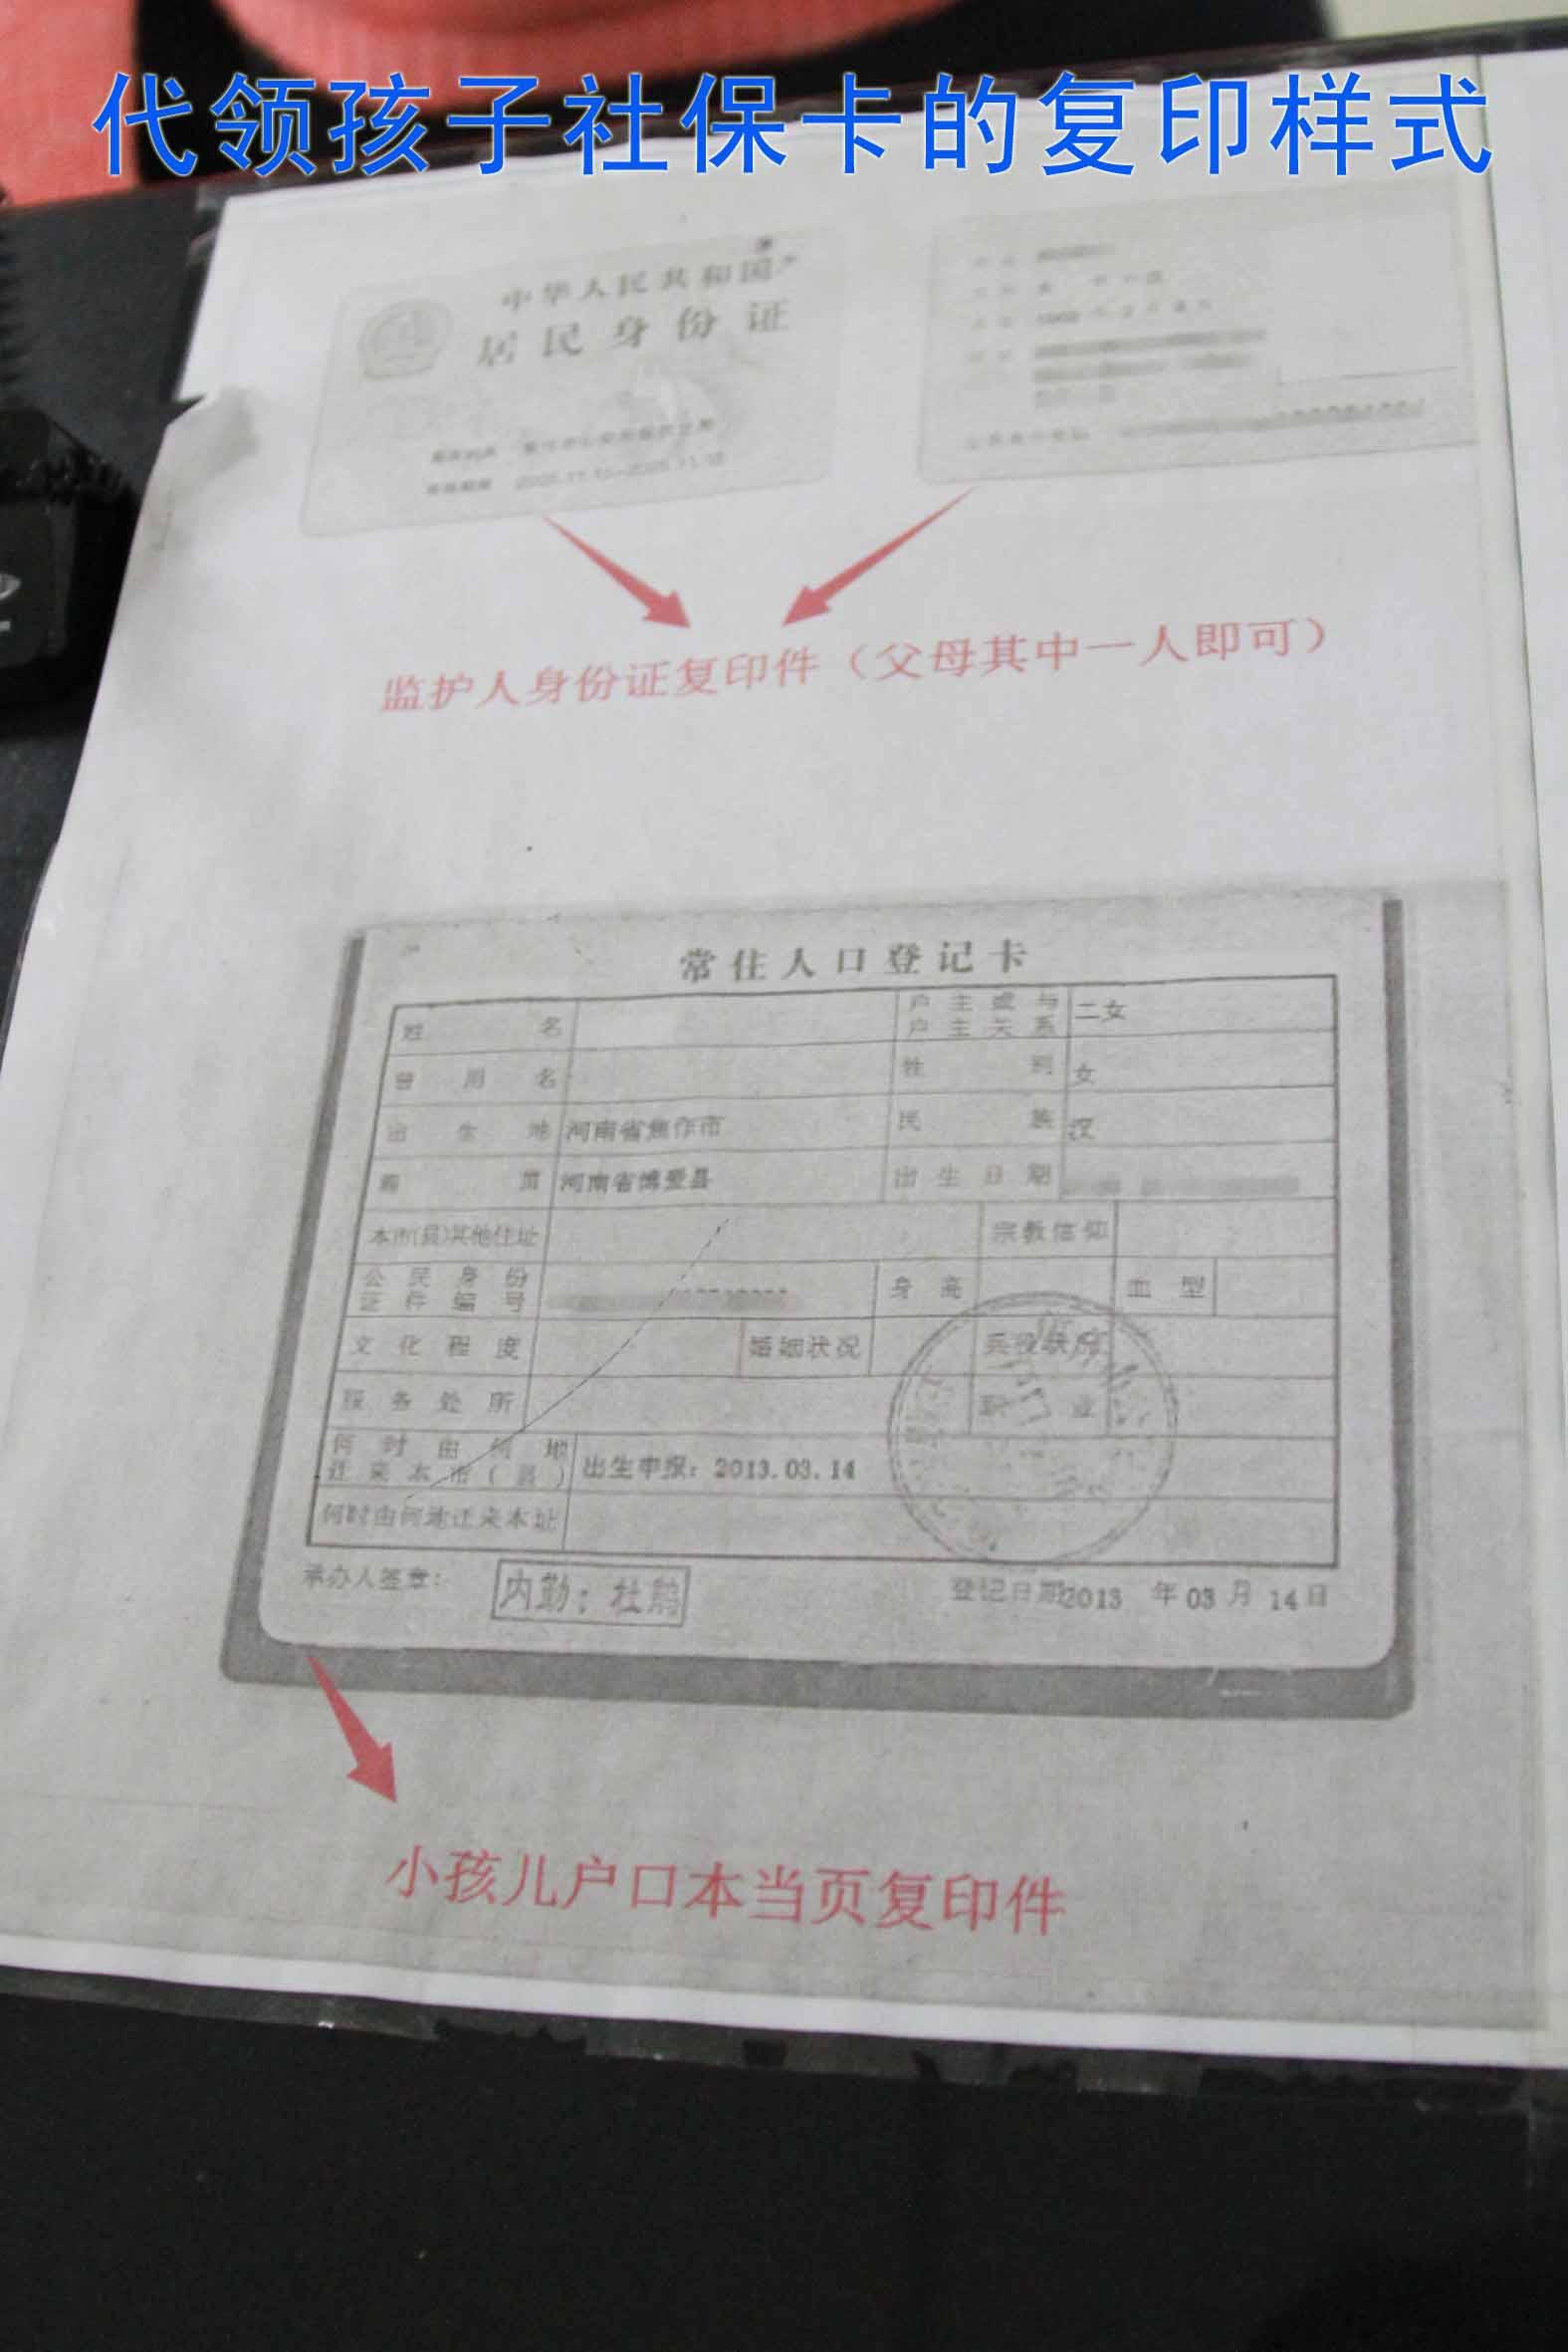 代领孩子社保卡的复印样式
中华人民共和国
居民身份证
监护人身份证复印件（父母其中一人即可）
常住人口登记卡
姓名 户主或与户主关系 二女
曾用名 性别 女
出生地 河南省焦作市 民族 汉
籍贯 河南省博爱县 出生日期
本市(县)其他住址 宗教信仰
公民身份证件编号 身高 血型
文化程度 婚姻状况 兵役状况
服务处所 职业
何时由何地迁来本市(县) 出生申报：2013.03.14
何时由何地迁来本址
承办人签章： 内勤：杜鹃 登记日期2013 年 03 月 14日
小孩儿户口本当页复印件